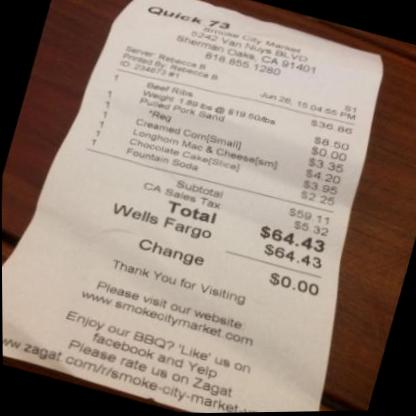 Quick 73
Smoke City Market
5242 Van Nuys BLVD
Sherman Oaks, CA 91401
818.855.1280
Server: Rebecca B
Printed By: Rebecca B
S1
ID: 234673 #1
Jun 26, 15 04:55 PM
1 Beef Ribs $36.86
Weight 1.89 lbs @ $19.50/lbs
1 Pulled Pork Sand $8.50
*Reg $0.00
1 Creamed Corn[Small] $3.35
1 Longhorn Mac & Cheese[sm] $4.20
1 Chocolate Cake[Slice] $3.95
1 Fountain Soda $2.25
Subtotal $59.11
CA Sales Tax $5.32
Total $64.43
Wells Fargo $64.43
Change $0.00
Thank You for Visiting
Please visit our website
www.smokecitymarket.com
Enjoy our BBQ? 'Like' us on
facebook and Yelp
Please rate us on Zagat
ww.zagat.com/r/smoke-city-market-